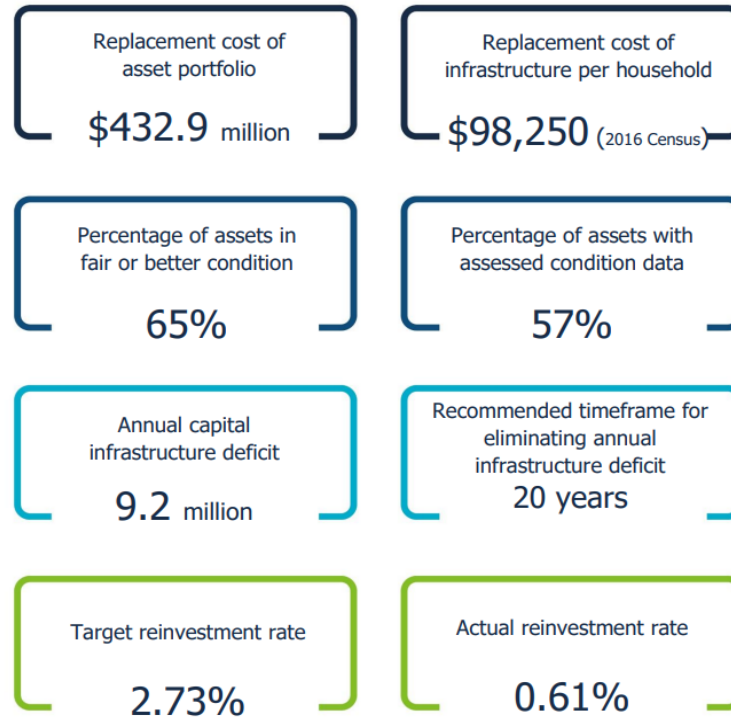 Replacement cost of
asset portfolio
$432.9 million
Replacement cost of
infrastructure per household
$98,250 (2016 Census)
Percentage of assets in
fair or better condition
65%
Percentage of assets with
assessed condition data
57%
Annual capital
infrastructure deficit
9.2 million
Recommended timeframe for
eliminating annual
infrastructure deficit
20 years
Target reinvestment rate
2.73%
Actual reinvestment rate
0.61%